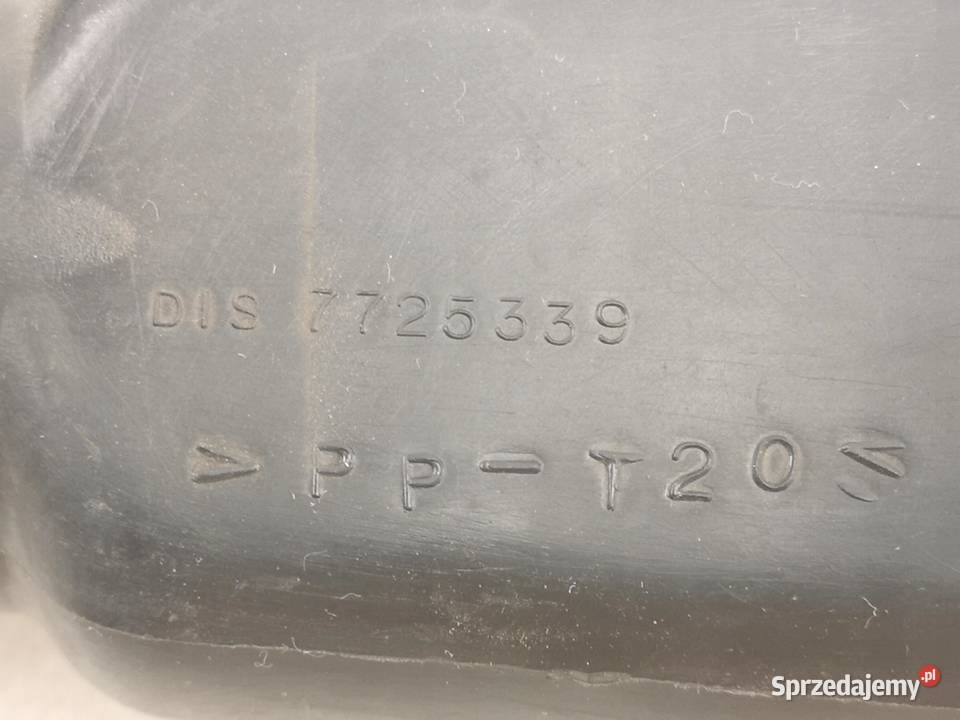 DIS 7725339
>PP-T20<
Sprzedajemy.pl